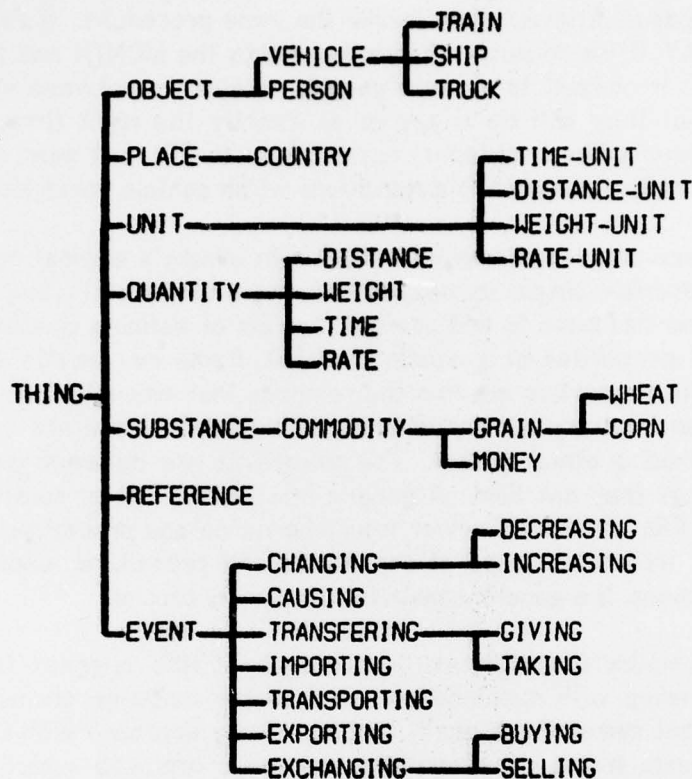 TRAIN
VEHICLE SHIP
OBJECT PERSON TRUCK
PLACE COUNTRY TIME-UNIT
DISTANCE-UNIT
UNIT WEIGHT-UNIT
DISTANCE RATE-UNIT
QUANTITY WEIGHT
TIME
RATE
THING WHEAT
SUBSTANCE COMMODITY GRAIN CORN
MONEY
REFERENCE
DECREASING
CHANGING INCREASING
CAUSING
EVENT TRANSFERING GIVING
IMPORTING TAKING
TRANSPORTING
EXPORTING BUYING
EXCHANGING SELLING